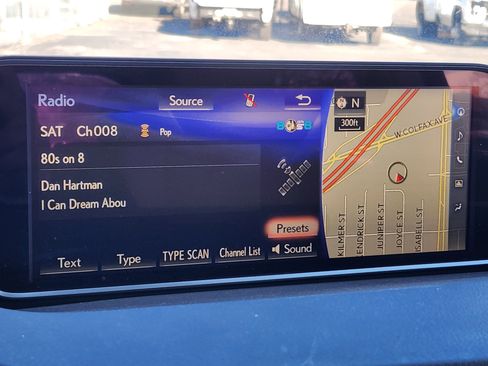 Radio
Source
SAT Ch008 Pop
80s on 8
Dan Hartman
I Can Dream Abou
Presets
Text
Type
TYPE SCAN
Channel List
Sound
N
300ft
W COLFAX AVE
KILMER ST
KENDRICK ST
JUNIPER ST
JOYCE ST
ISABELL ST